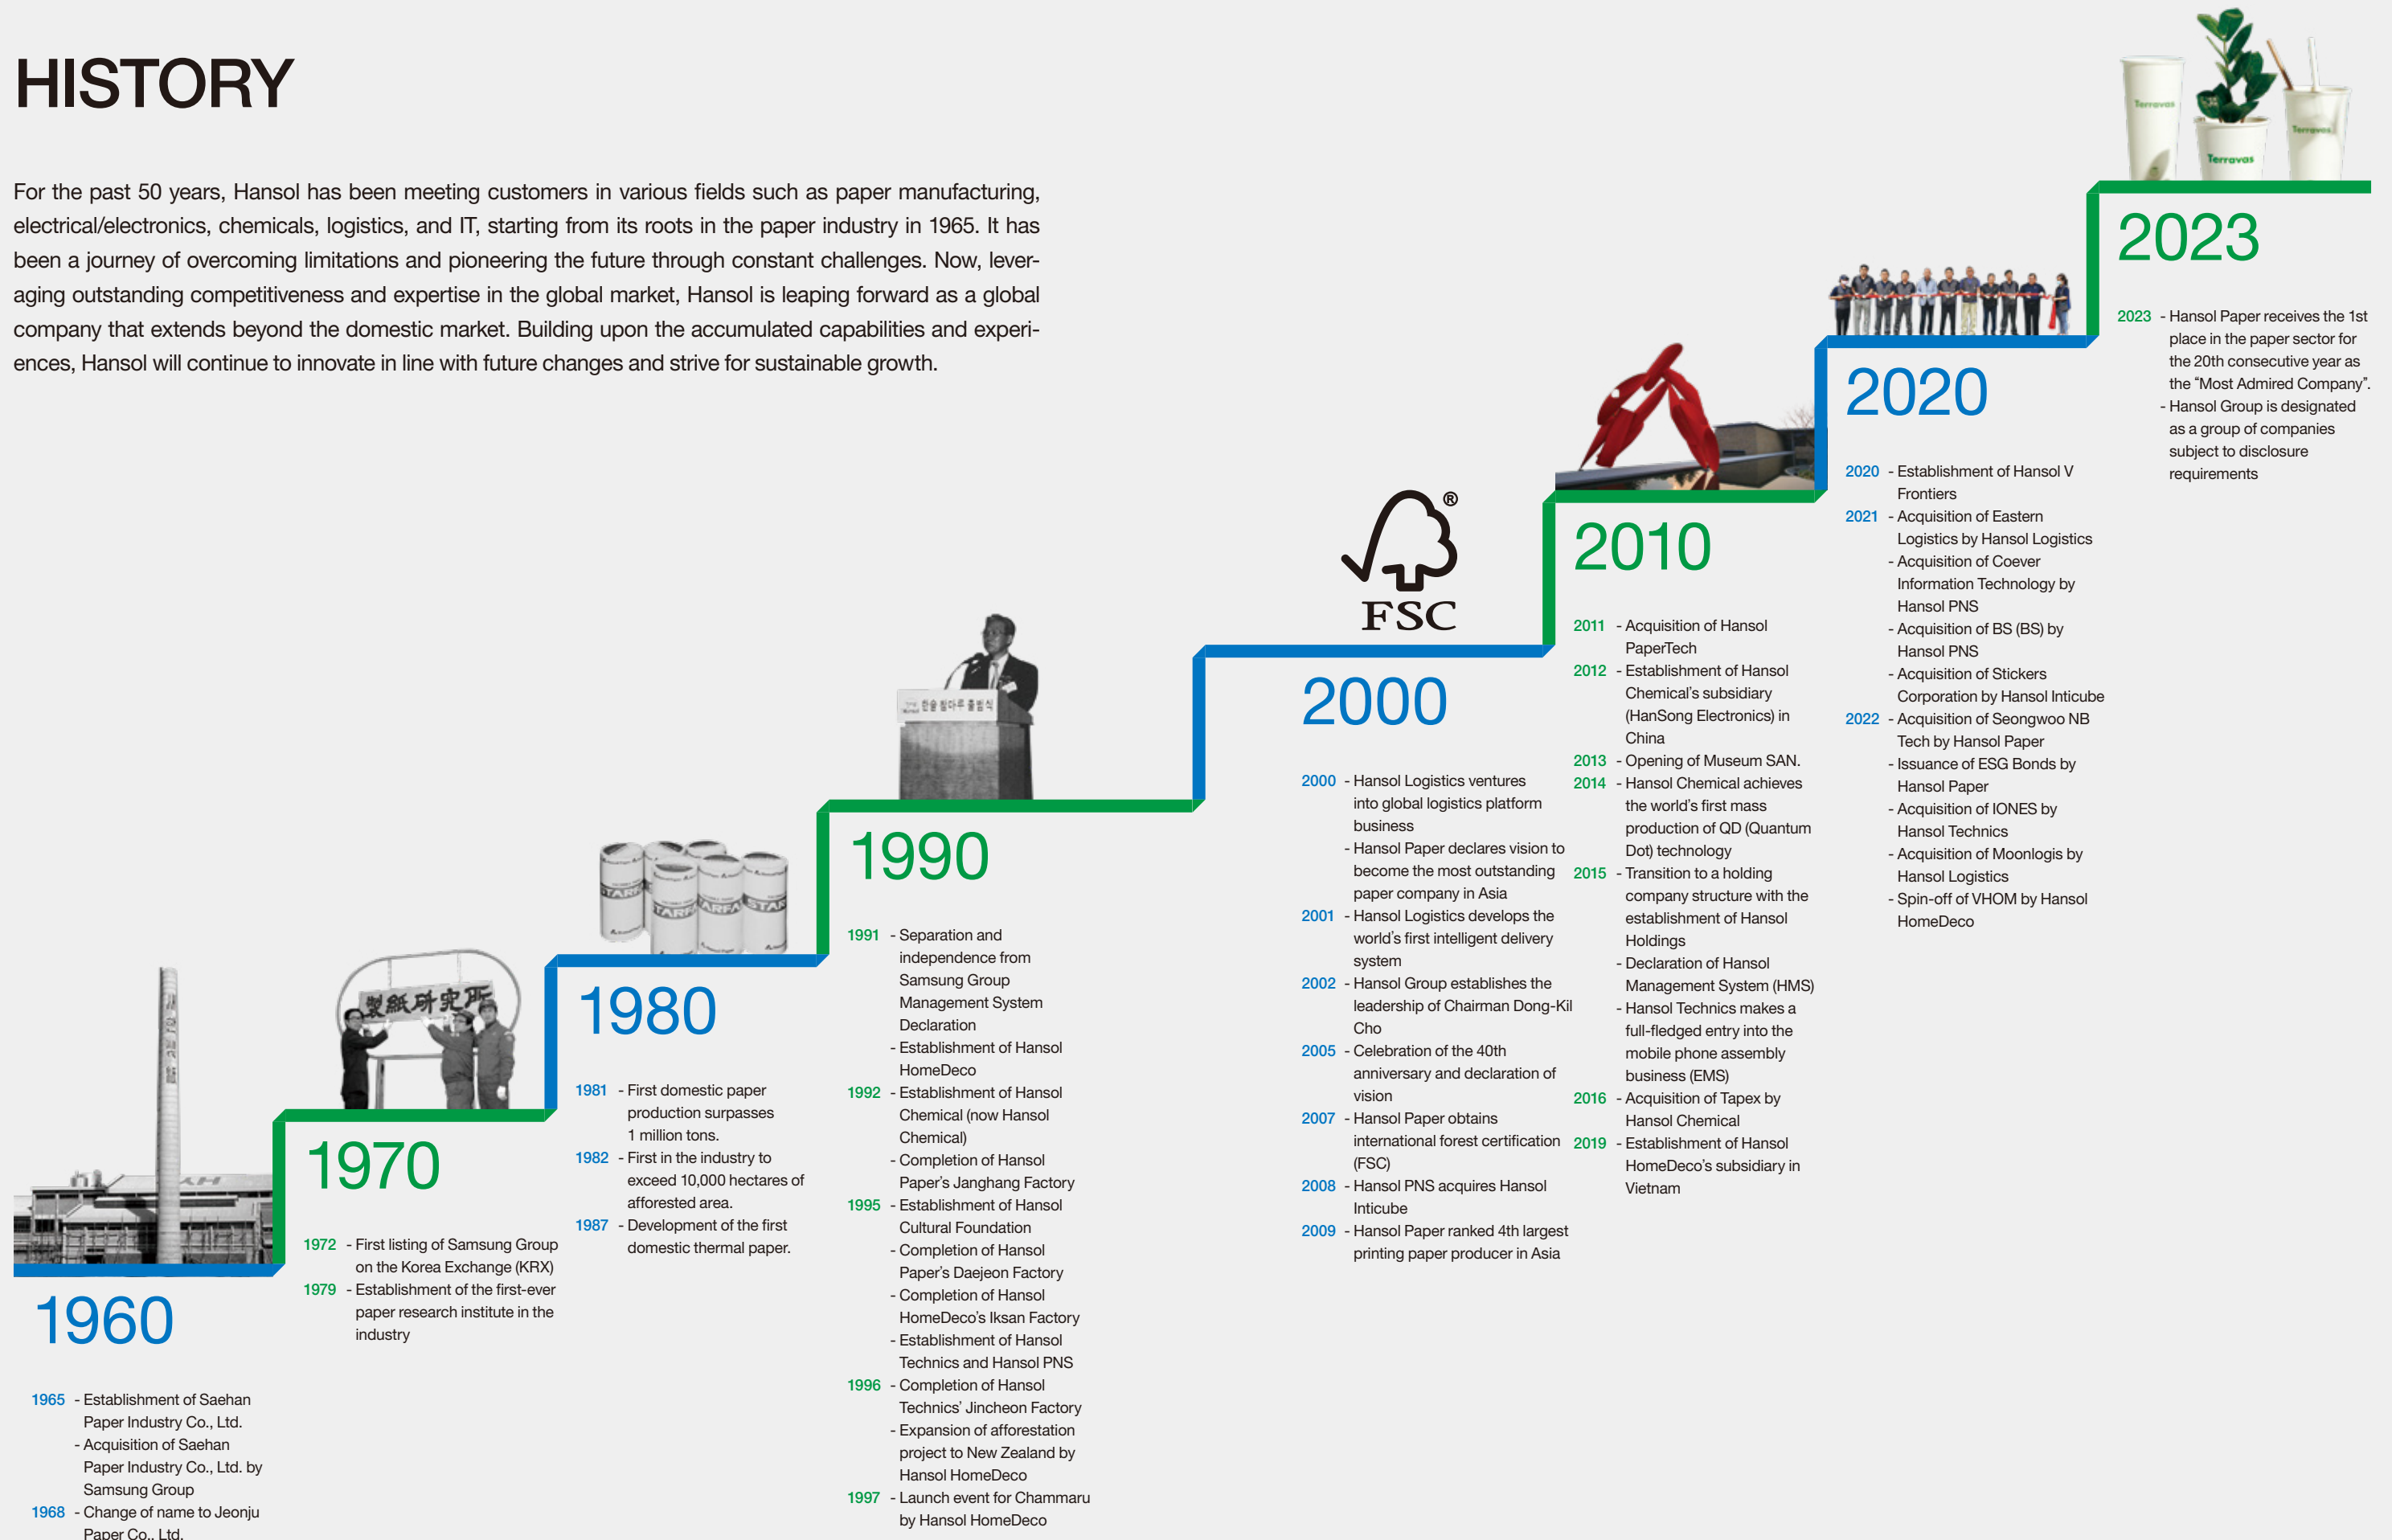 HISTORY
For the past 50 years, Hansol has been meeting customers in various fields such as paper manufacturing,
electrical/electronics, chemicals, logistics, and IT, starting from its roots in the paper industry in 1965. It has
been a journey of overcoming limitations and pioneering the future through constant challenges. Now, lever-
aging outstanding competitiveness and expertise in the global market, Hansol is leaping forward as a global
company that extends beyond the domestic market. Building upon the accumulated capabilities and experi-
ences, Hansol will continue to innovate in line with future changes and strive for sustainable growth.
1960
1965 - Establishment of Saehan
Paper Industry Co., Ltd.
- Acquisition of Saehan
Paper Industry Co., Ltd. by
Samsung Group
1968 - Change of name to Jeonju
Paper Co., Ltd.
製紙研究所
1970
1972 - First listing of Samsung Group
on the Korea Exchange (KRX)
1979 - Establishment of the first-ever
paper research institute in the
industry
1980
1981 - First domestic paper
production surpasses
1 million tons.
1982 - First in the industry to
exceed 10,000 hectares of
afforested area.
1987 - Development of the first
domestic thermal paper.
한솔 참마루 출범식
1990
1991 - Separation and
independence from
Samsung Group
Management System
Declaration
- Establishment of Hansol
HomeDeco
1992 - Establishment of Hansol
Chemical (now Hansol
Chemical)
- Completion of Hansol
Paper's Janghang Factory
1995 - Establishment of Hansol
Cultural Foundation
- Completion of Hansol
Paper's Daejeon Factory
- Completion of Hansol
HomeDeco's Iksan Factory
- Establishment of Hansol
Technics and Hansol PNS
1996 - Completion of Hansol
Technics' Jincheon Factory
- Expansion of afforestation
project to New Zealand by
Hansol HomeDeco
1997 - Launch event for Chammaru
by Hansol HomeDeco
®
FSC
2000
2000 - Hansol Logistics ventures
into global logistics platform
business
- Hansol Paper declares vision to
become the most outstanding
paper company in Asia
2001 - Hansol Logistics develops the
world's first intelligent delivery
system
2002 - Hansol Group establishes the
leadership of Chairman Dong-Kil
Cho
2005 - Celebration of the 40th
anniversary and declaration of
vision
2007 - Hansol Paper obtains
international forest certification
(FSC)
2008 - Hansol PNS acquires Hansol
Inticube
2009 - Hansol Paper ranked 4th largest
printing paper producer in Asia
2010
2011 - Acquisition of Hansol
PaperTech
2012 - Establishment of Hansol
Chemical's subsidiary
(HanSong Electronics) in
China
2013 - Opening of Museum SAN.
2014 - Hansol Chemical achieves
the world's first mass
production of QD (Quantum
Dot) technology
2015 - Transition to a holding
company structure with the
establishment of Hansol
Holdings
- Declaration of Hansol
Management System (HMS)
- Hansol Technics makes a
full-fledged entry into the
mobile phone assembly
business (EMS)
2016 - Acquisition of Tapex by
Hansol Chemical
2019 - Establishment of Hansol
HomeDeco's subsidiary in
Vietnam
2020
2020 - Establishment of Hansol V
Frontiers
2021 - Acquisition of Eastern
Logistics by Hansol Logistics
- Acquisition of Coever
Information Technology by
Hansol PNS
- Acquisition of BS (BS) by
Hansol PNS
- Acquisition of Stickers
Corporation by Hansol Inticube
2022 - Acquisition of Seongwoo NB
Tech by Hansol Paper
- Issuance of ESG Bonds by
Hansol Paper
- Acquisition of IONES by
Hansol Technics
- Acquisition of Moonlogis by
Hansol Logistics
- Spin-off of VHOM by Hansol
HomeDeco
Terravas
Terravas
Terravas
2023
2023 - Hansol Paper receives the 1st
place in the paper sector for
the 20th consecutive year as
the “Most Admired Company”.
- Hansol Group is designated
as a group of companies
subject to disclosure
requirements